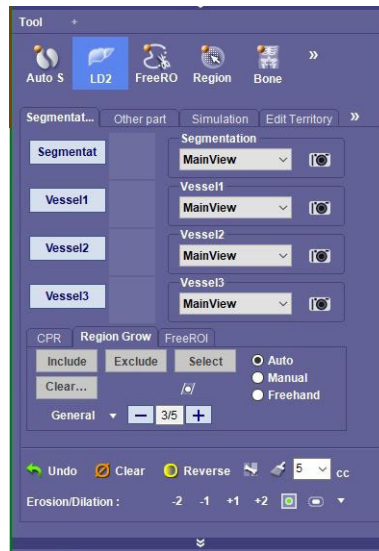 Tool +
Auto S LD2 FreeRO Region Bone »
Segmentat... Other part Simulation Edit Territory »
Segmentation
Segmentat MainView
Vessel1
Vessel1 MainView
Vessel2
Vessel2 MainView
Vessel3
Vessel3 MainView
CPR Region Grow FreeROI
Include Exclude Select Auto
Manual
Clear... Freehand
General 3/5 +
Undo Clear Reverse 5 cc
Erosion/Dilation : -2 -1 +1 +2